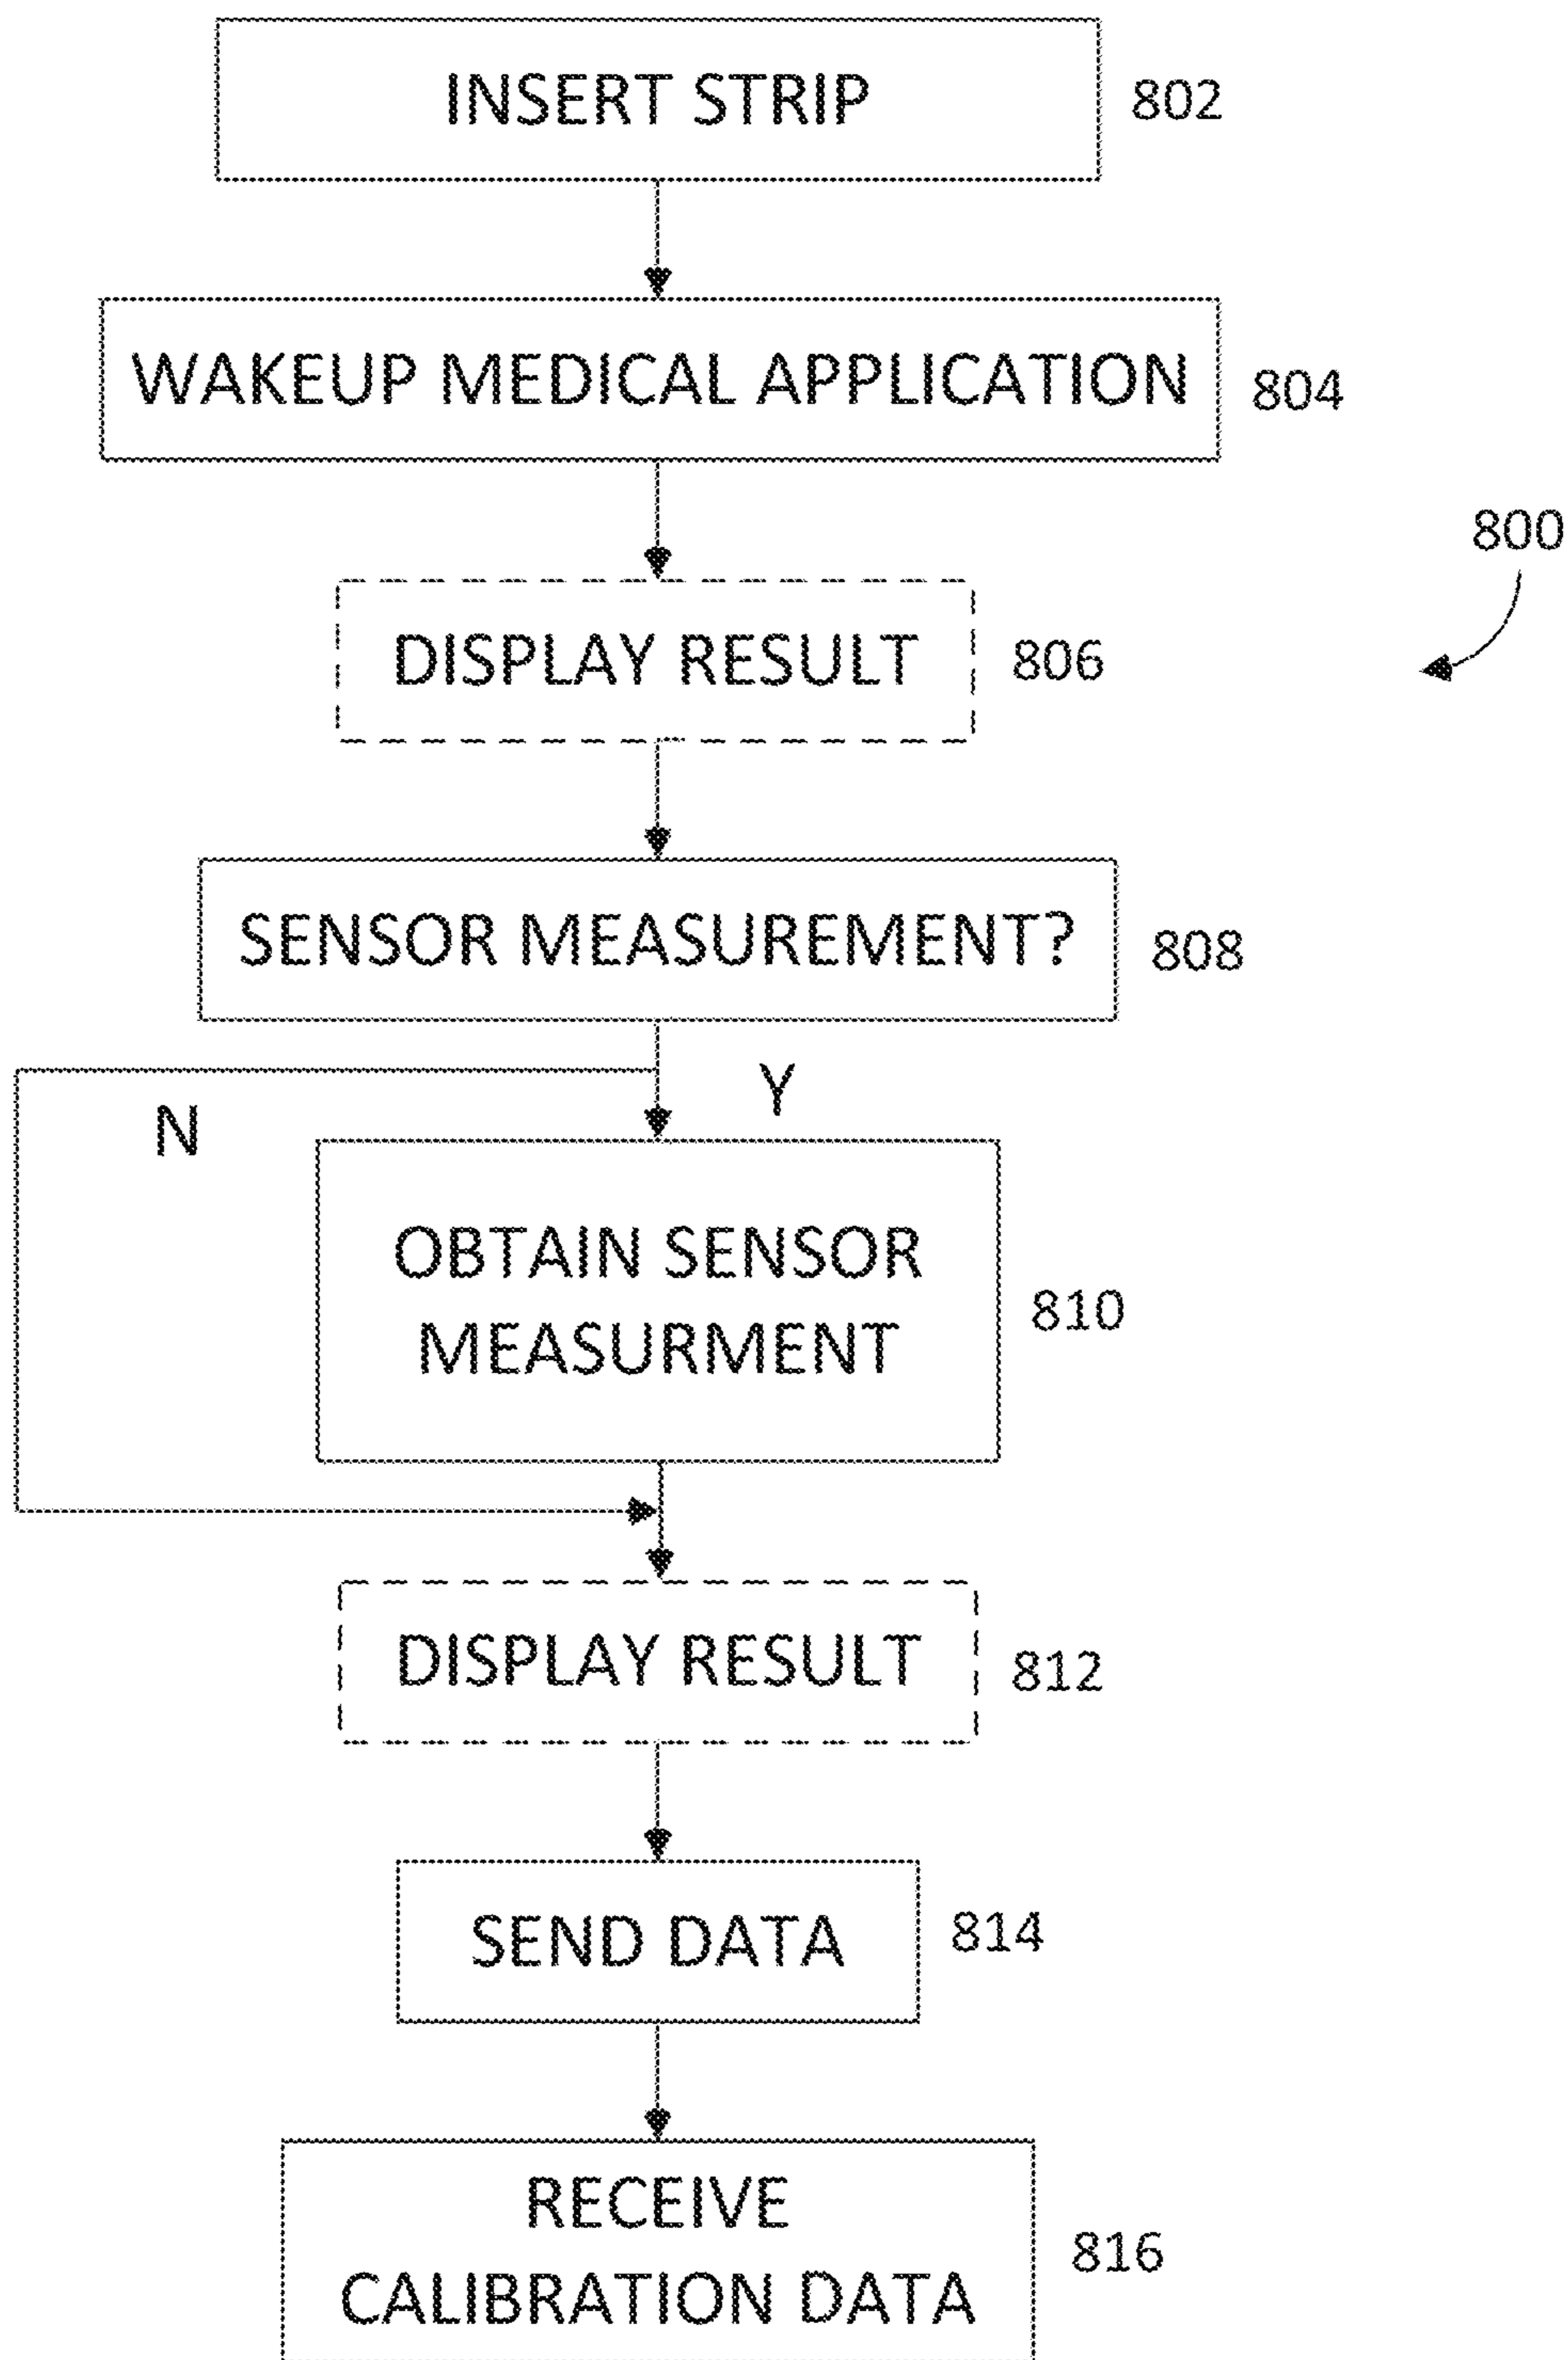 INSERT STRIP
802
WAKEUP MEDICAL APPLICATION
804
800
DISPLAY RESULT
806
SENSOR MEASUREMENT?
808
Y
N
OBTAIN SENSOR
MEASURMENT
810
DISPLAY RESULT
812
SEND DATA
814
RECEIVE
CALIBRATION DATA
816